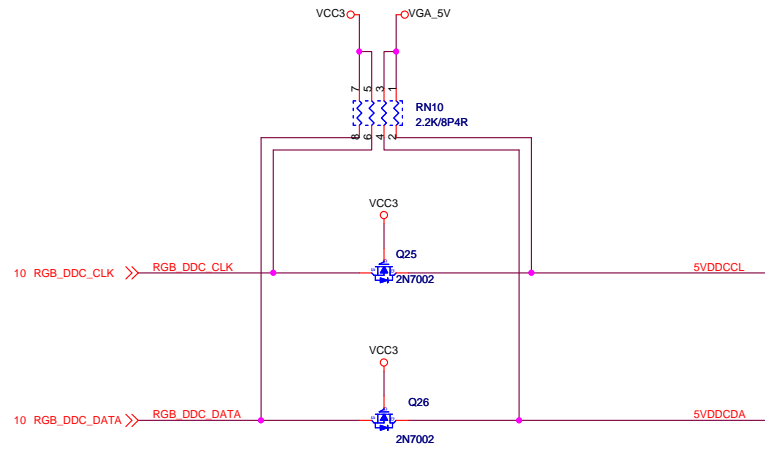 VCC3 VGA_5V
7 5 3 1
RN10
2.2K/8P4R
8 6 4 2
VCC3
Q25
10 RGB_DDC_CLK RGB_DDC_CLK 5VDDCCL
2N7002
VCC3
Q26
10 RGB_DDC_DATA RGB_DDC_DATA 5VDDCDA
2N7002